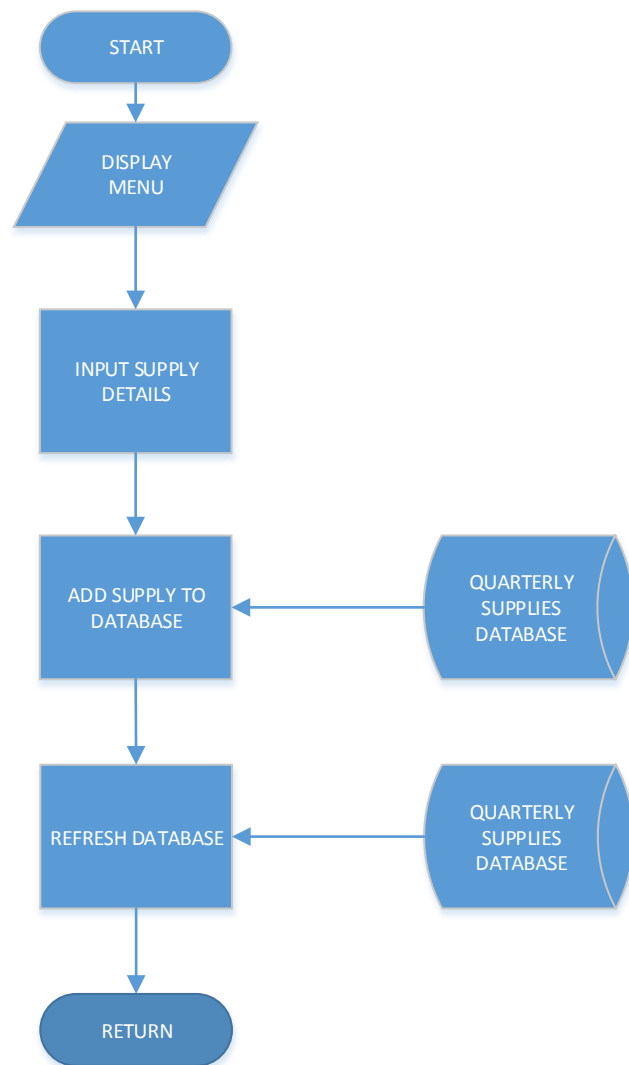 START
DISPLAY
MENU
INPUT SUPPLY
DETAILS
ADD SUPPLY TO
DATABASE
QUARTERLY
SUPPLIES
DATABASE
REFRESH DATABASE
QUARTERLY
SUPPLIES
DATABASE
RETURN